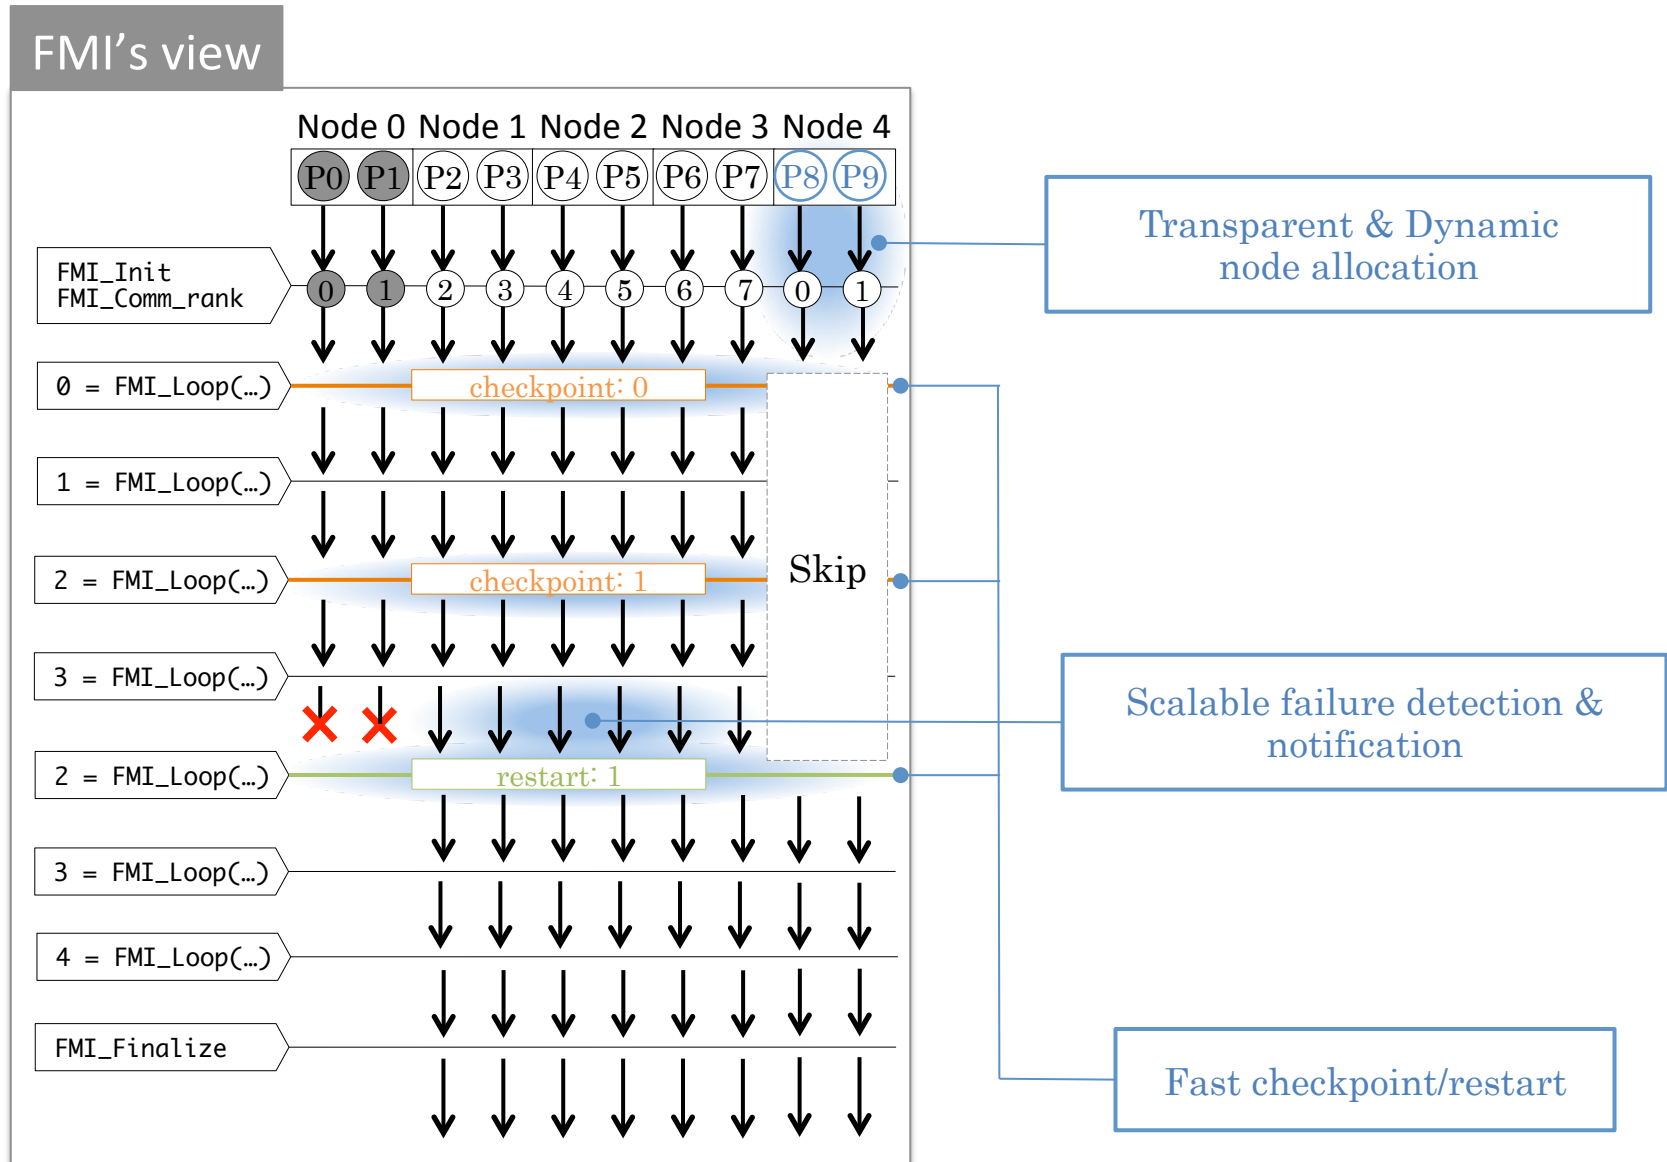 FMI's view
Node 0 Node 1 Node 2 Node 3 Node 4
P0 P1 P2 P3 P4 P5 P6 P7 P8 P9
Transparent & Dynamic
node allocation
FMI_Init
FMI_Comm_rank
0 1 2 3 4 5 6 7 0 1
0 = FMI_Loop(…)
checkpoint: 0
1 = FMI_Loop(…)
2 = FMI_Loop(…)
checkpoint: 1
Skip
3 = FMI_Loop(…)
Scalable failure detection &
notification
2 = FMI_Loop(…)
restart: 1
3 = FMI_Loop(…)
4 = FMI_Loop(…)
FMI_Finalize
Fast checkpoint/restart